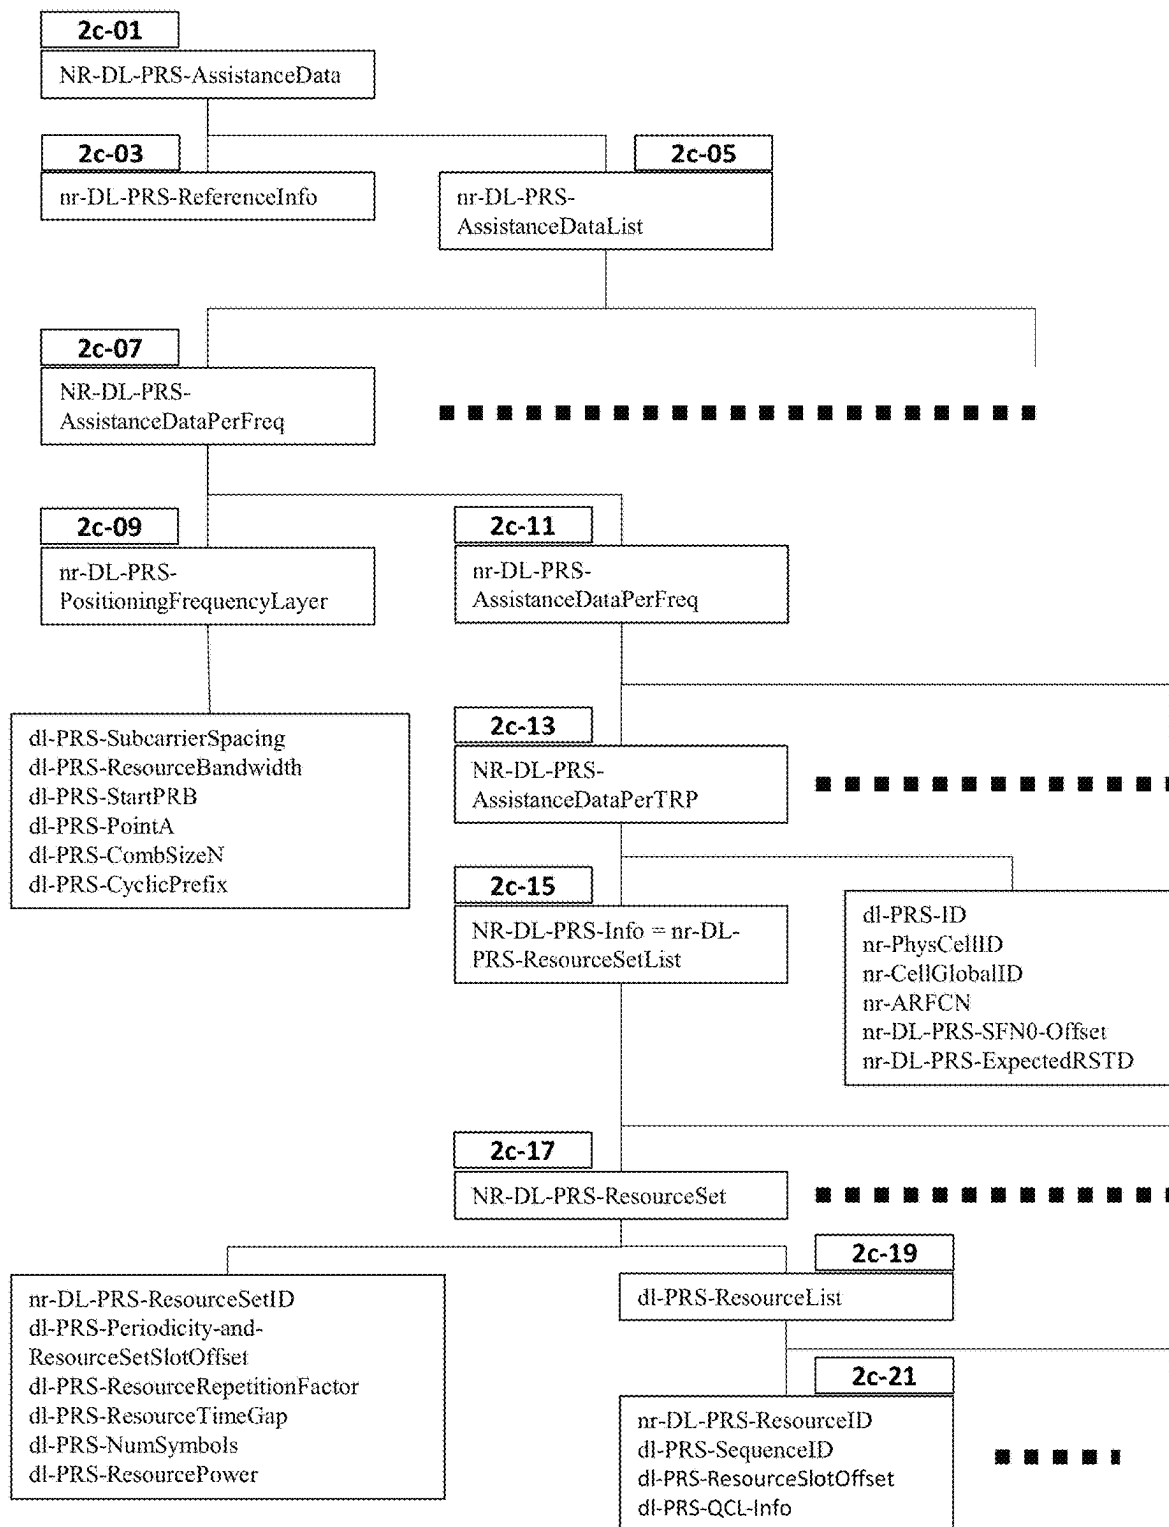 2c-01
NR-DL-PRS-AssistanceData
2c-03
nr-DL-PRS-ReferenceInfo
2c-05
nr-DL-PRS-
AssistanceDataList
2c-07
NR-DL-PRS-
AssistanceDataPerFreq
2c-09
nr-DL-PRS-
PositioningFrequencyLayer
2c-11
nr-DL-PRS-
AssistanceDataPerFreq
dl-PRS-SubcarrierSpacing
dl-PRS-ResourceBandwidth
dl-PRS-StartPRB
dl-PRS-PointA
dl-PRS-CombSizeN
dl-PRS-CyclicPrefix
2c-13
NR-DL-PRS-
AssistanceDataPerTRP
2c-15
NR-DL-PRS-Info = nr-DL-
PRS-ResourceSetList
dl-PRS-ID
nr-PhysCellID
nr-CellGlobalID
nr-ARFCN
nr-DL-PRS-SFN0-Offset
nr-DL-PRS-ExpectedRSTD
2c-17
NR-DL-PRS-ResourceSet
nr-DL-PRS-ResourceSetID
dl-PRS-Periodicity-and-
ResourceSetSlotOffset
dl-PRS-ResourceRepetitionFactor
dl-PRS-ResourceTimeGap
dl-PRS-NumSymbols
dl-PRS-ResourcePower
2c-19
dl-PRS-ResourceList
2c-21
nr-DL-PRS-ResourceID
dl-PRS-SequenceID
dl-PRS-ResourceSlotOffset
dl-PRS-QCL-Info